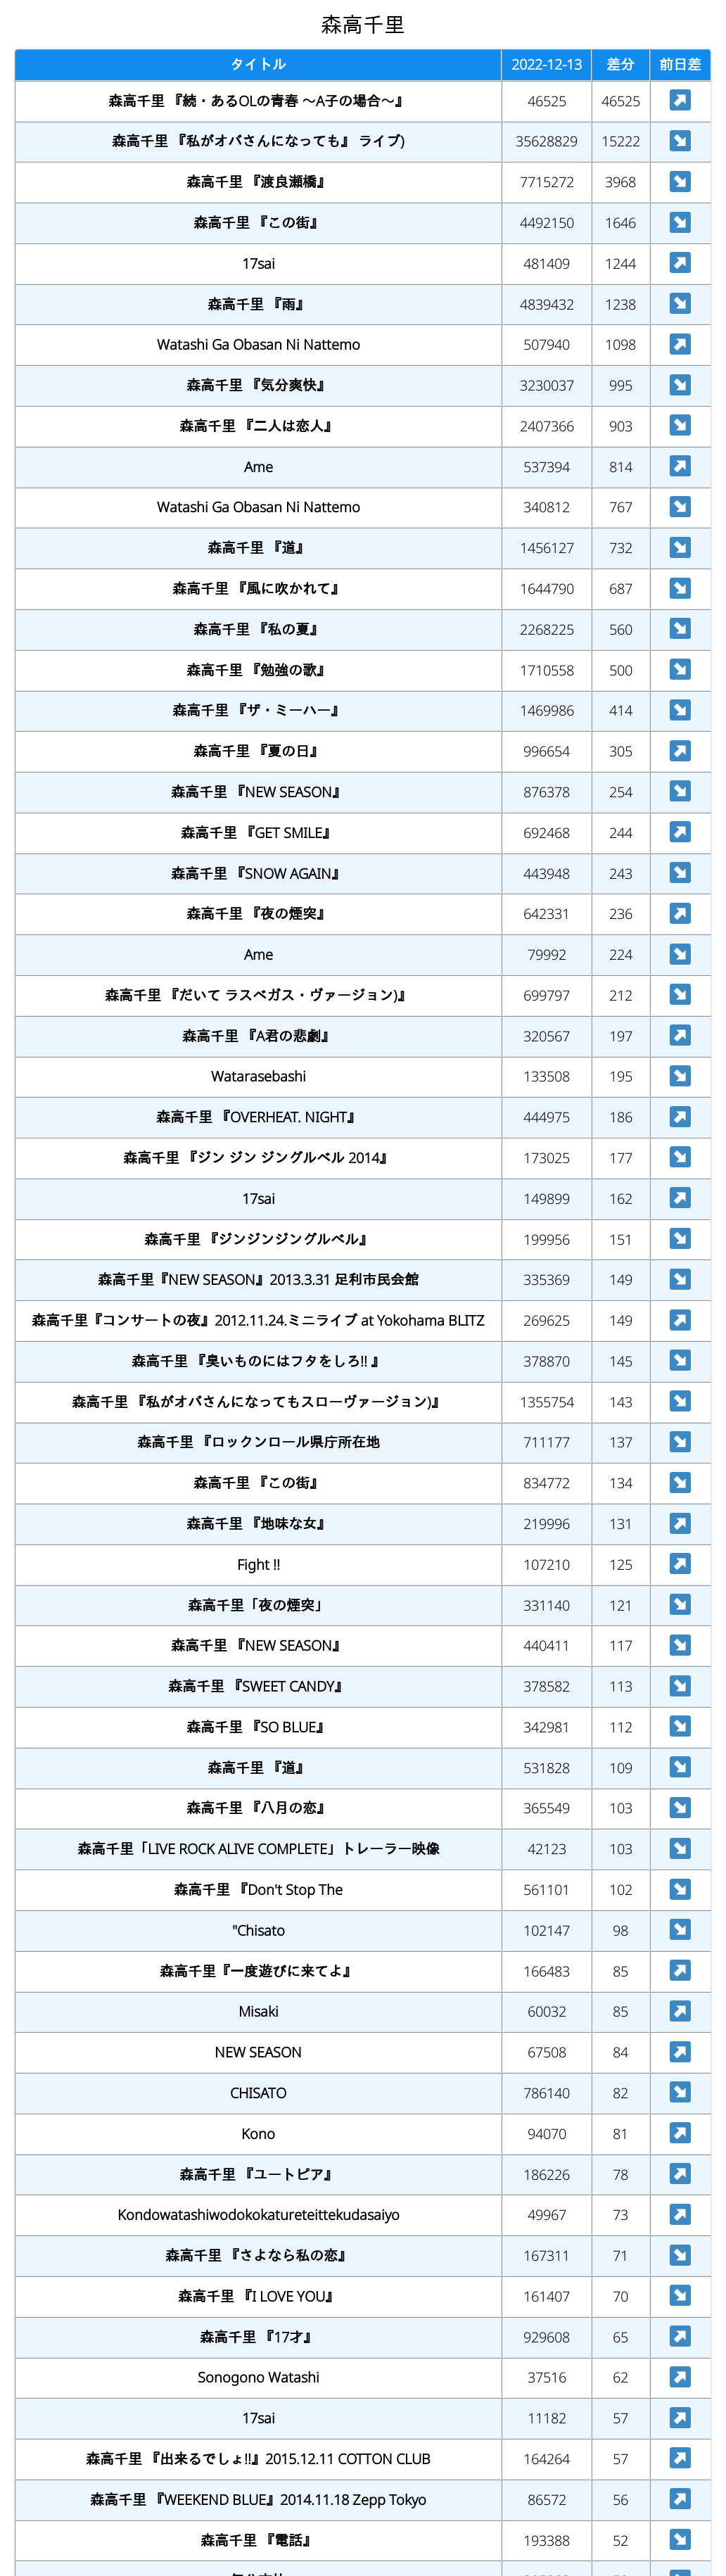 森高千里
タイトル 2022-12-13 差分 前日差
森高千里 『続・あるOLの青春 ～A子の場合～』 46525 46525
森高千里 『私がオバさんになっても』 ライブ) 35628829 15222
森高千里 『渡良瀬橋』 7715272 3968
森高千里 『この街』 4492150 1646
17sai 481409 1244
森高千里 『雨』 4839432 1238
Watashi Ga Obasan Ni Nattemo 507940 1098
森高千里 『気分爽快』 3230037 995
森高千里 『二人は恋人』 2407366 903
Ame 537394 814
Watashi Ga Obasan Ni Nattemo 340812 767
森高千里 『道』 1456127 732
森高千里 『風に吹かれて』 1644790 687
森高千里 『私の夏』 2268225 560
森高千里 『勉強の歌』 1710558 500
森高千里 『ザ・ミーハー』 1469986 414
森高千里 『夏の日』 996654 305
森高千里 『NEW SEASON』 876378 254
森高千里 『GET SMILE』 692468 244
森高千里 『SNOW AGAIN』 443948 243
森高千里 『夜の煙突』 642331 236
Ame 79992 224
森高千里 『だいて ラスベガス・ヴァージョン)』 699797 212
森高千里 『A君の悲劇』 320567 197
Watarasebashi 133508 195
森高千里 『OVERHEAT. NIGHT』 444975 186
森高千里 『ジン ジン ジングルベル 2014』 173025 177
17sai 149899 162
森高千里 『ジンジンジングルベル』 199956 151
森高千里『NEW SEASON』2013.3.31 足利市民会館 335369 149
森高千里『コンサートの夜』2012.11.24.ミニライブ at Yokohama BLITZ 269625 149
森高千里 『臭いものにはフタをしろ!! 』 378870 145
森高千里 『私がオバさんになってもスローヴァージョン)』 1355754 143
森高千里 『ロックンロール県庁所在地 711177 137
森高千里 『この街』 834772 134
森高千里 『地味な女』 219996 131
Fight !! 107210 125
森高千里「夜の煙突」 331140 121
森高千里 『NEW SEASON』 440411 117
森高千里 『SWEET CANDY』 378582 113
森高千里 『SO BLUE』 342981 112
森高千里 『道』 531828 109
森高千里 『八月の恋』 365549 103
森高千里「LIVE ROCK ALIVE COMPLETE」トレーラー映像 42123 103
森高千里 『Don't Stop The 561101 102
"Chisato 102147 98
森高千里『一度遊びに来てよ』 166483 85
Misaki 60032 85
NEW SEASON 67508 84
CHISATO 786140 82
Kono 94070 81
森高千里 『ユートピア』 186226 78
Kondowatashiwodokokatureteittekudasaiyo 49967 73
森高千里 『さよなら私の恋』 167311 71
森高千里 『I LOVE YOU』 161407 70
森高千里 『17才』 929608 65
Sonogono Watashi 37516 62
17sai 11182 57
森高千里 『出来るでしょ!!』2015.12.11 COTTON CLUB 164264 57
森高千里 『WEEKEND BLUE』2014.11.18 Zepp Tokyo 86572 56
森高千里 『電話』 193388 52